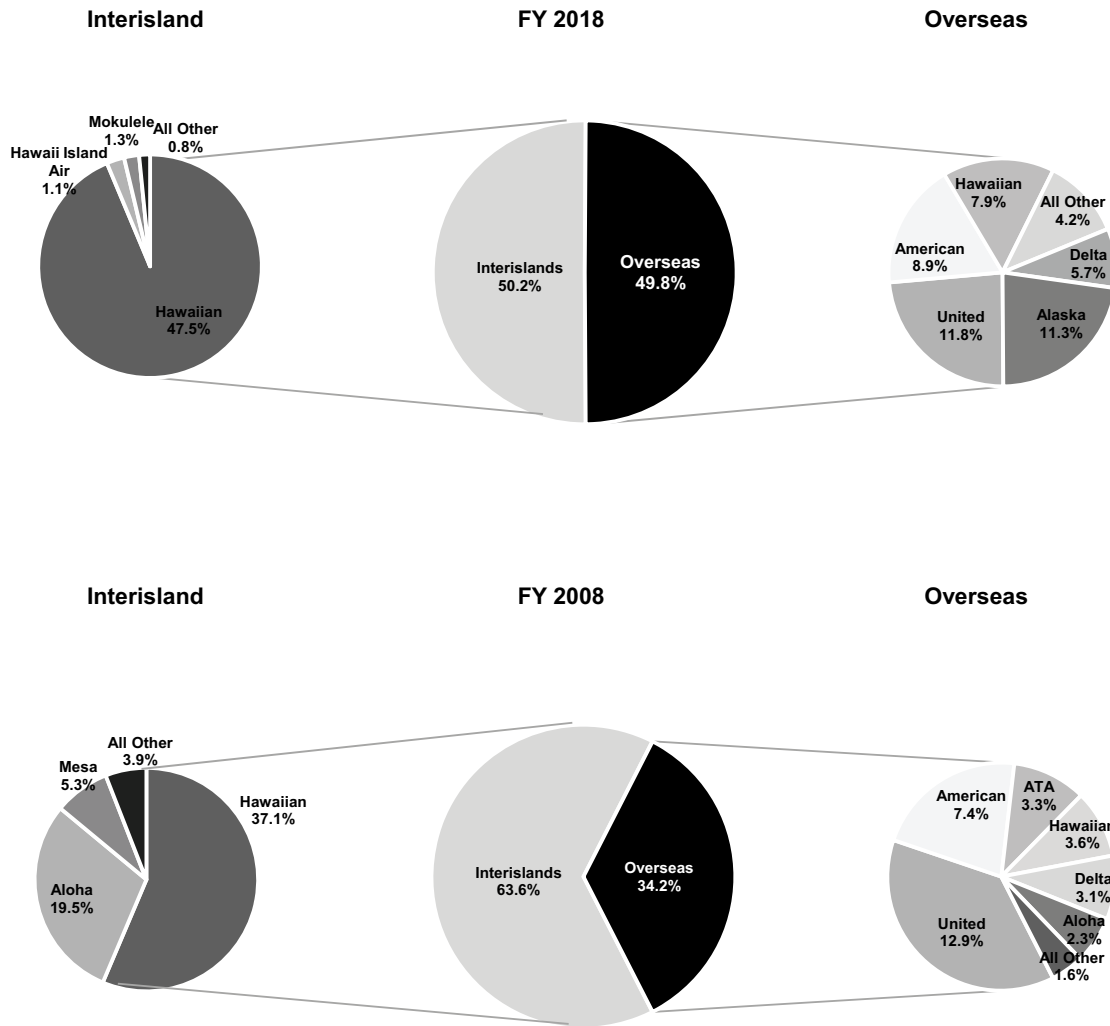 Interisland
FY 2018
Overseas
Mokulele
1.3%
All Other
0.8%
Hawaii Island
Air
1.1%
Hawaiian
47.5%
Interislands
50.2%
Overseas
49.8%
Hawaiian
7.9%
All Other
4.2%
American
8.9%
Delta
5.7%
United
11.8%
Alaska
11.3%
Interisland
FY 2008
Overseas
All Other
3.9%
Mesa
5.3%
Hawaiian
37.1%
Aloha
19.5%
Interislands
63.6%
Overseas
34.2%
American
7.4%
ATA
3.3%
Hawaiian
3.6%
Delta
3.1%
United
12.9%
Aloha
2.3%
All Other
1.6%